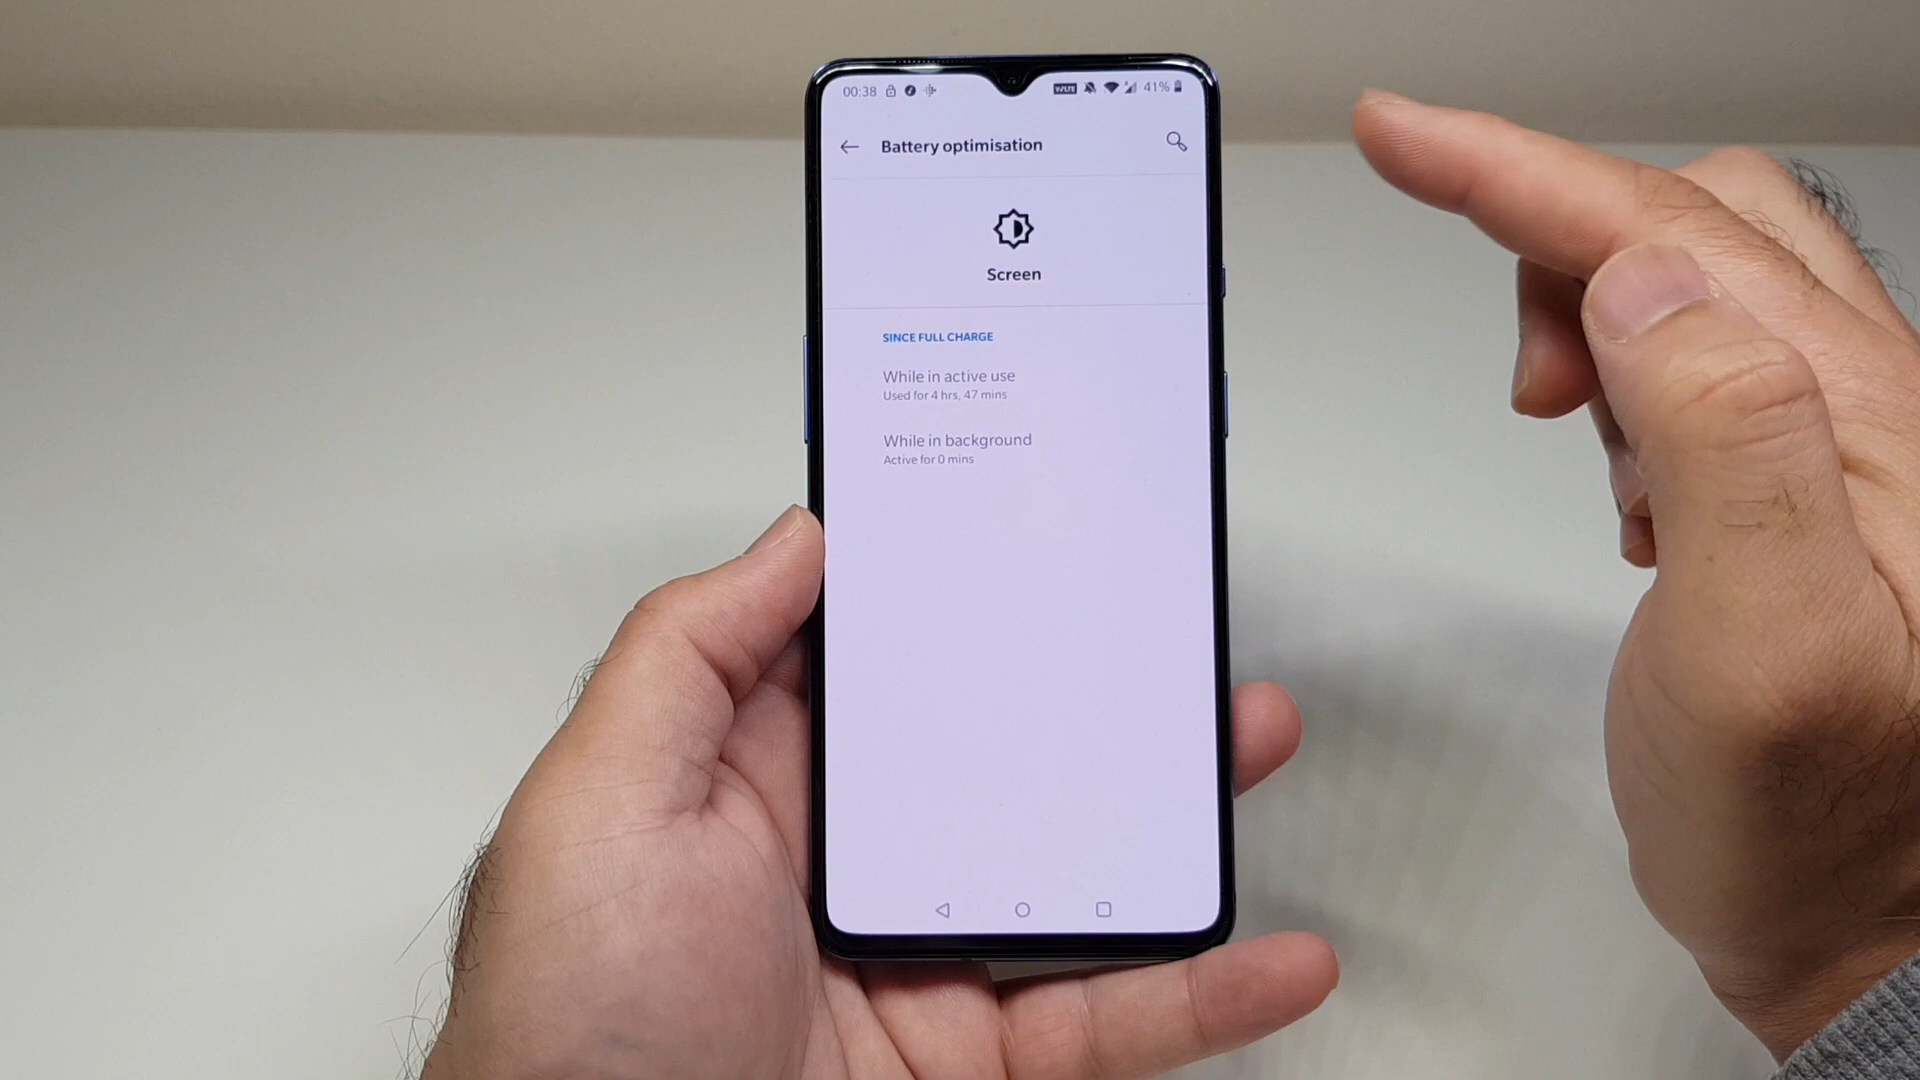 00:38 VoLTE 41%
Battery optimisation
Screen
SINCE FULL CHARGE
While in active use
Used for 4 hrs, 47 mins
While in background
Active for 0 mins